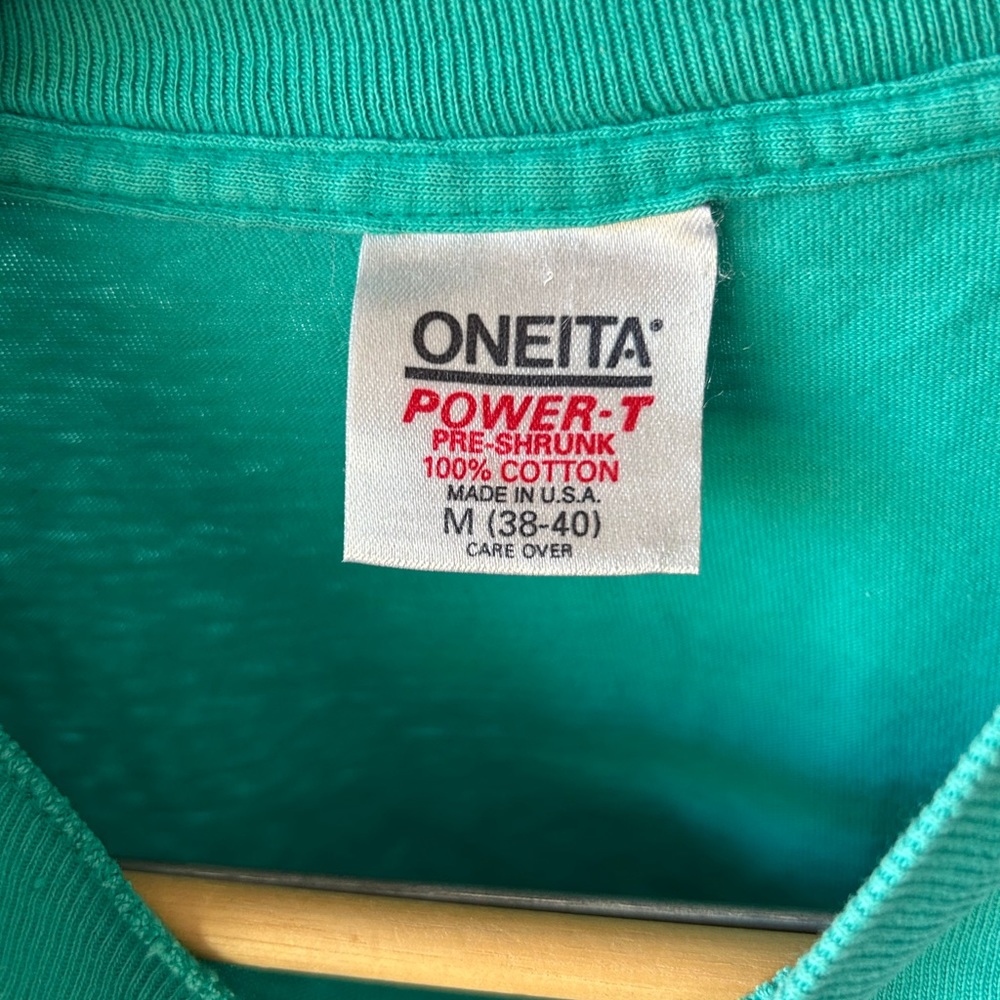 ONEITA®
POWER-T
PRE-SHRUNK
100% COTTON
MADE IN U.S.A.
M (38-40)
CARE OVER